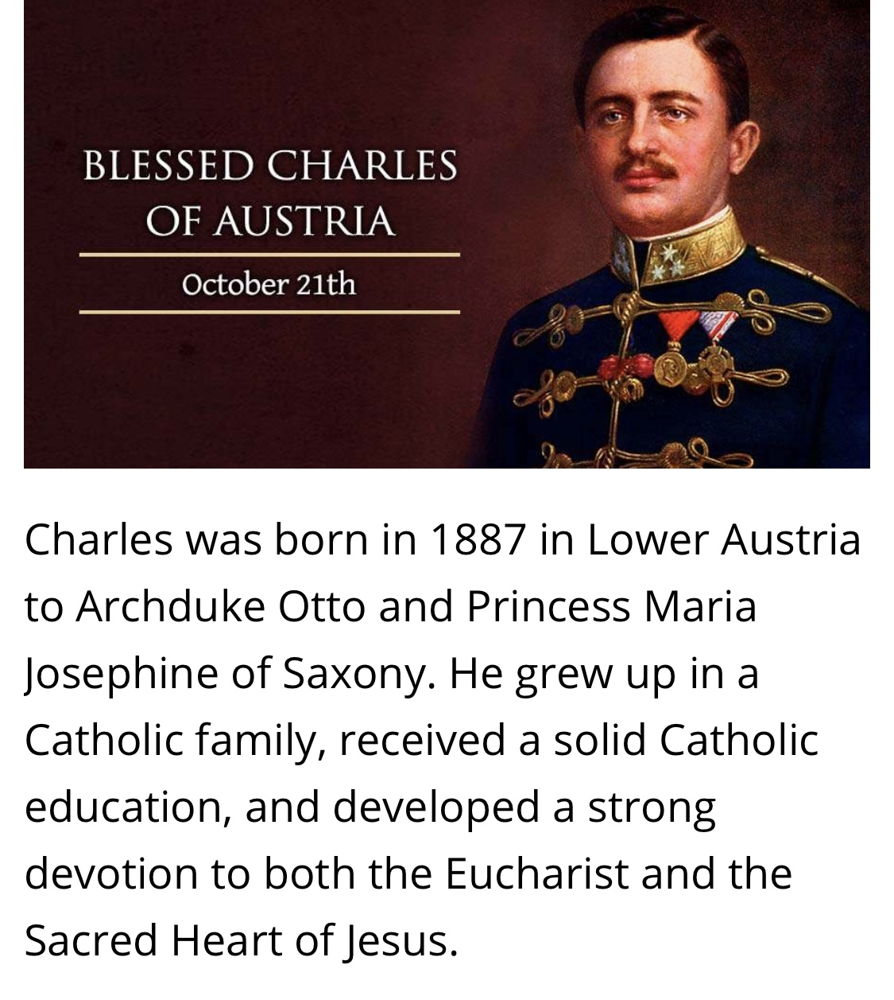 BLESSED CHARLES
OF AUSTRIA
October 21th
Charles was born in 1887 in Lower Austria
to Archduke Otto and Princess Maria
Josephine of Saxony. He grew up in a
Catholic family, received a solid Catholic
education, and developed a strong
devotion to both the Eucharist and the
Sacred Heart of Jesus.